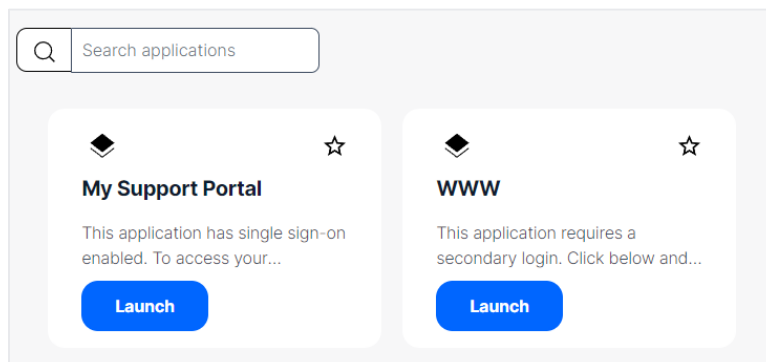 Search applications
My Support Portal
This application has single sign-on
enabled. To access your...
Launch
WWW
This application requires a
secondary login. Click below and...
Launch